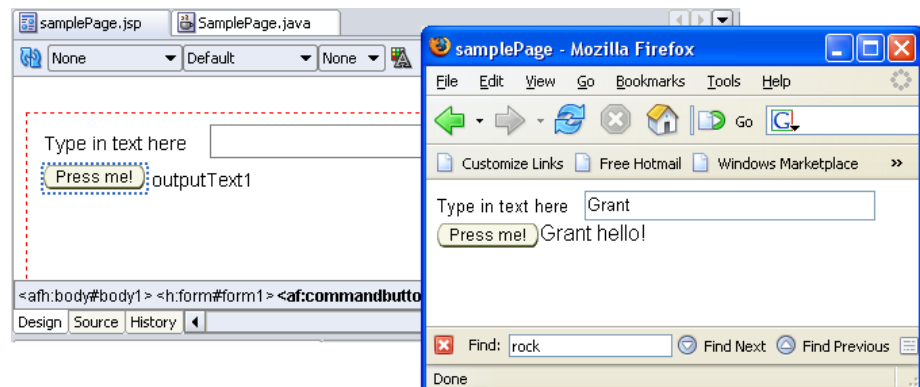 samplePage.jsp
SamplePage.java
None
Default
None
Type in text here
Press me!
outputText1
<afh:body#body1> <h:form#form1> <af:commandbutto
Design
Source
History
samplePage - Mozilla Firefox
File Edit View Go Bookmarks Tools Help
Go
G
Customize Links
Free Hotmail
Windows Marketplace
»
Type in text here
Grant
Press me!
Grant hello!
Find:
rock
Find Next
Find Previous
Done